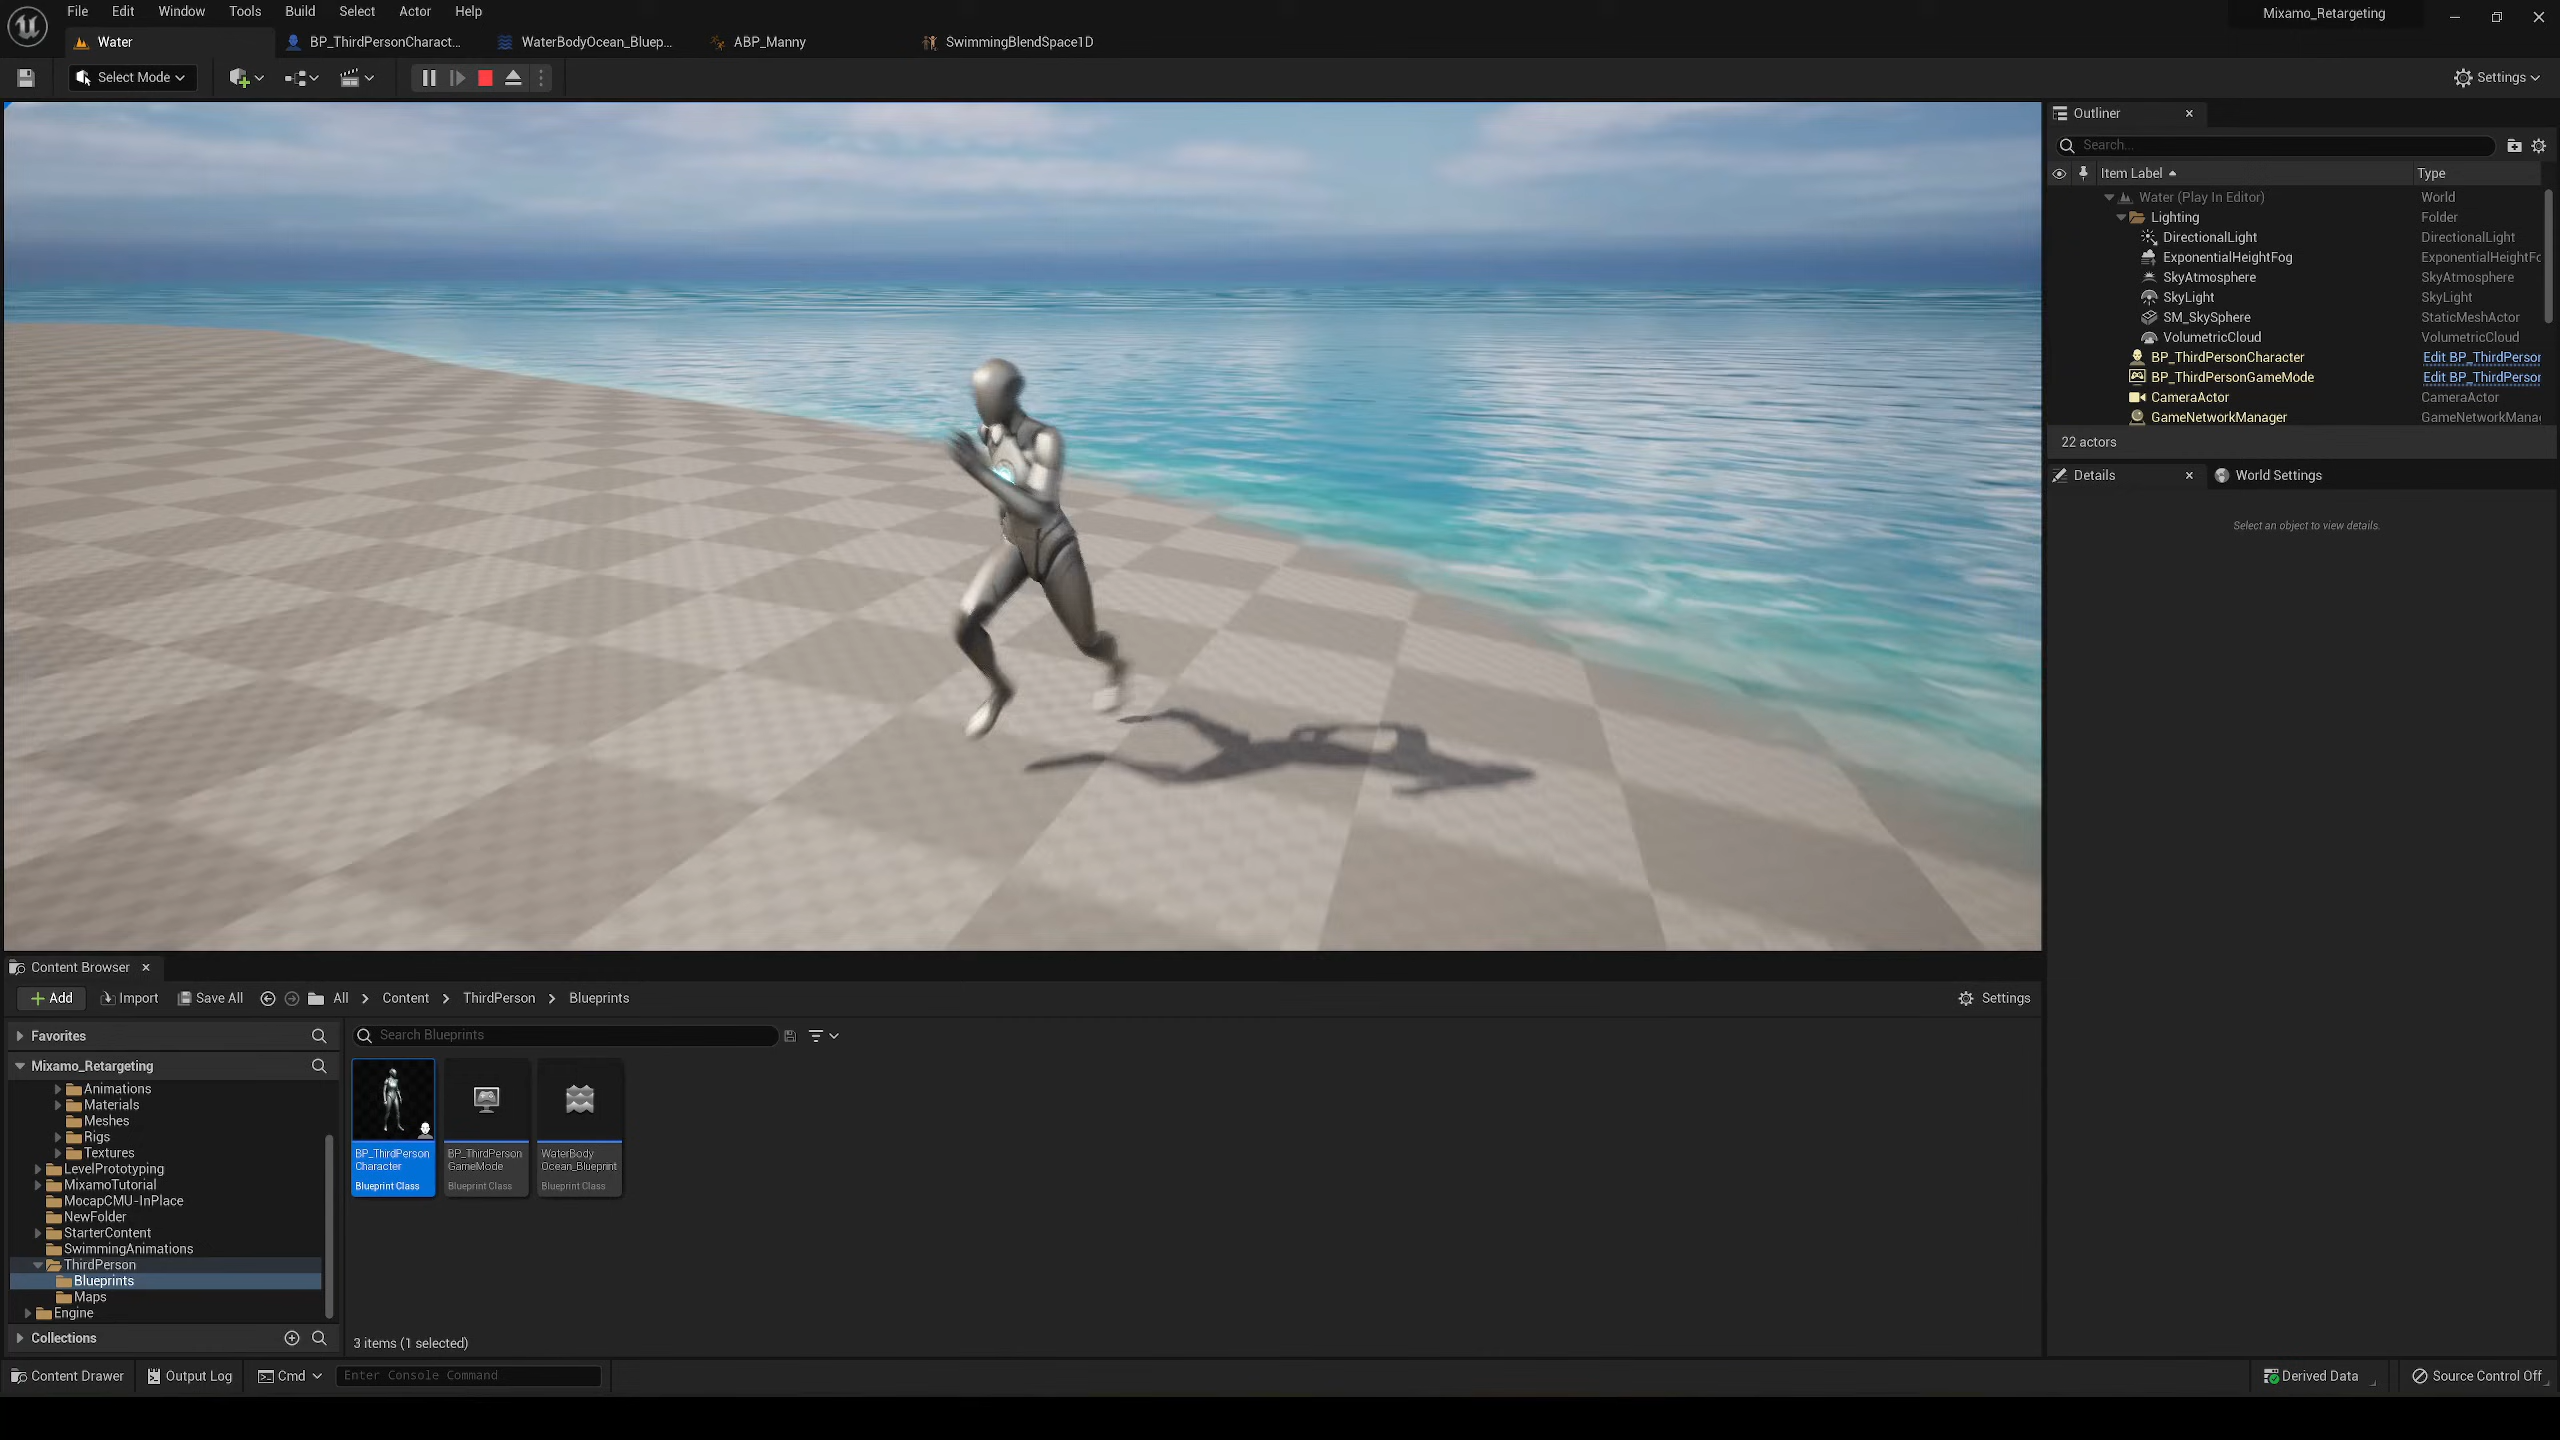 File Edit Window Tools Build Select Actor Help
Mixamo_Retargeting
Water
BP_ThirdPersonCharact...
WaterBodyOcean_Bluep...
ABP_Manny
SwimmingBlendSpace1D
Select Mode
Settings
Outliner
Search...
Item Label Type
Water (Play In Editor) World
Lighting Folder
DirectionalLight DirectionalLight
ExponentialHeightFog ExponentialHeightFc
SkyAtmosphere SkyAtmosphere
SkyLight SkyLight
SM_SkySphere StaticMeshActor
VolumetricCloud VolumetricCloud
BP_ThirdPersonCharacter Edit BP_ThirdPersor
BP_ThirdPersonGameMode Edit BP_ThirdPersor
CameraActor CameraActor
GameNetworkManager GameNetworkMana
22 actors
Details
World Settings
Select an object to view details.
Content Browser
Add Import Save All All > Content > ThirdPerson > Blueprints
Settings
Favorites
Search Blueprints
Mixamo_Retargeting
Animations
Materials
Meshes
Rigs
Textures
LevelPrototyping
MixamoTutorial
MocapCMU-InPlace
NewFolder
StarterContent
SwimmingAnimations
ThirdPerson
Blueprints
Maps
Engine
Collections
BP_ThirdPerson
Character
Blueprint Class
BP_ThirdPerson
GameMode
Blueprint Class
WaterBody
Ocean_Blueprint
Blueprint Class
3 items (1 selected)
Content Drawer
Output Log
Cmd
Enter Console Command
Derived Data
Source Control Off